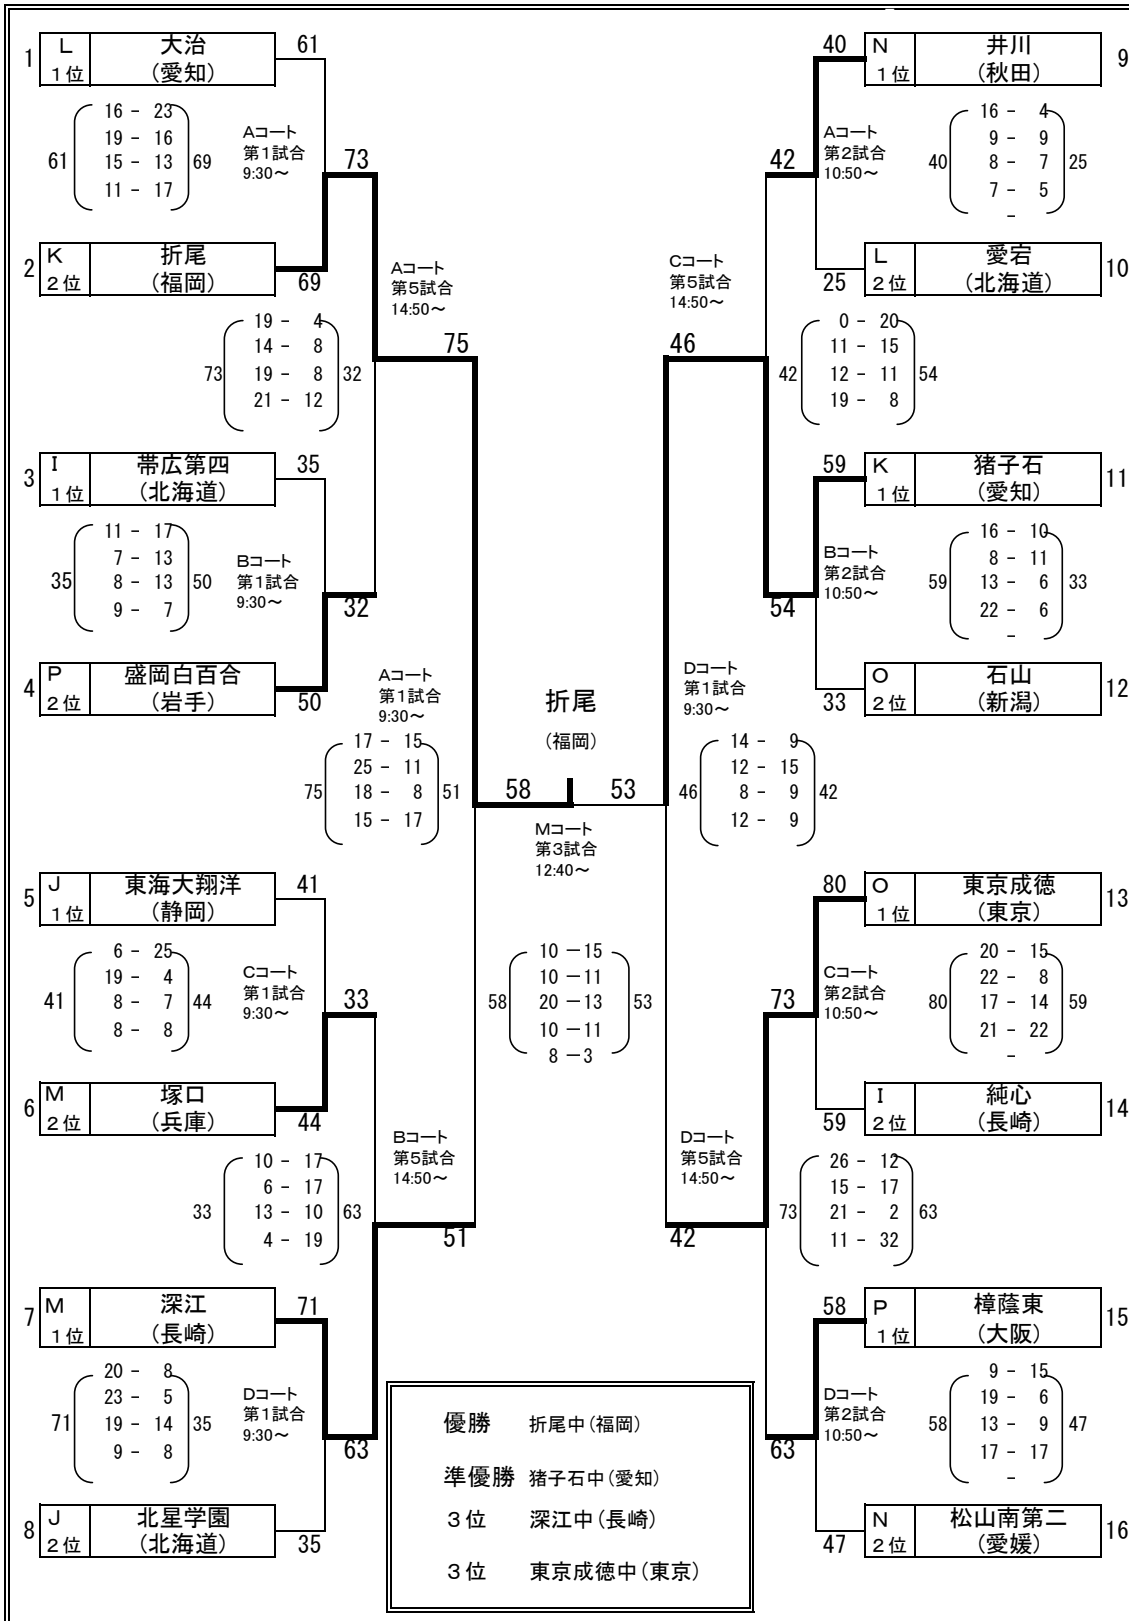 1
L
1位
大治
(愛知)
61
16 - 23
19 - 16
15 - 13
11 - 17
61
69
Aコート
第1試合
9:30～
73
2
K
2位
折尾
(福岡)
69
19 - 4
14 - 8
19 - 8
21 - 12
73
32
Aコート
第5試合
14:50～
75
3
I
1位
帯広第四
(北海道)
35
11 - 17
7 - 13
8 - 13
9 - 7
35
50
Bコート
第1試合
9:30～
32
4
P
2位
盛岡白百合
(岩手)
50
Aコート
第1試合
9:30～
17 - 15
25 - 11
18 - 8
15 - 17
75
51
5
J
1位
東海大翔洋
(静岡)
41
6 - 25
19 - 4
8 - 7
8 - 8
41
44
Cコート
第1試合
9:30～
33
6
M
2位
塚口
(兵庫)
44
10 - 17
6 - 17
13 - 10
4 - 19
33
63
Bコート
第5試合
14:50～
51
7
M
1位
深江
(長崎)
71
20 - 8
23 - 5
19 - 14
9 - 8
71
35
Dコート
第1試合
9:30～
63
8
J
2位
北星学園
(北海道)
35
折尾
(福岡)
58
53
Mコート
第3試合
12:40～
10 －15
10 －11
20 －13
10 －11
8 －3
58
53
40
N
1位
井川
(秋田)
9
16 - 4
9 - 9
8 - 7
7 - 5
-
40
25
Aコート
第2試合
10:50～
42
25
L
2位
愛宕
(北海道)
10
0 - 20
11 - 15
12 - 11
19 - 8
42
54
Cコート
第5試合
14:50～
46
59
K
1位
猪子石
(愛知)
11
16 - 10
8 - 11
13 - 6
22 - 6
-
59
33
Bコート
第2試合
10:50～
54
33
O
2位
石山
(新潟)
12
Dコート
第1試合
9:30～
14 - 9
12 - 15
8 - 9
12 - 9
46
42
80
O
1位
東京成徳
(東京)
13
20 - 15
22 - 8
17 - 14
21 - 22
-
80
59
Cコート
第2試合
10:50～
73
59
I
2位
純心
(長崎)
14
26 - 12
15 - 17
21 - 2
11 - 32
73
63
Dコート
第5試合
14:50～
42
58
P
1位
樟蔭東
(大阪)
15
9 - 15
19 - 6
13 - 9
17 - 17
-
58
47
Dコート
第2試合
10:50～
63
47
N
2位
松山南第二
(愛媛)
16
優勝 折尾中(福岡)
準優勝 猪子石中(愛知)
3位 深江中(長崎)
3位 東京成徳中(東京)